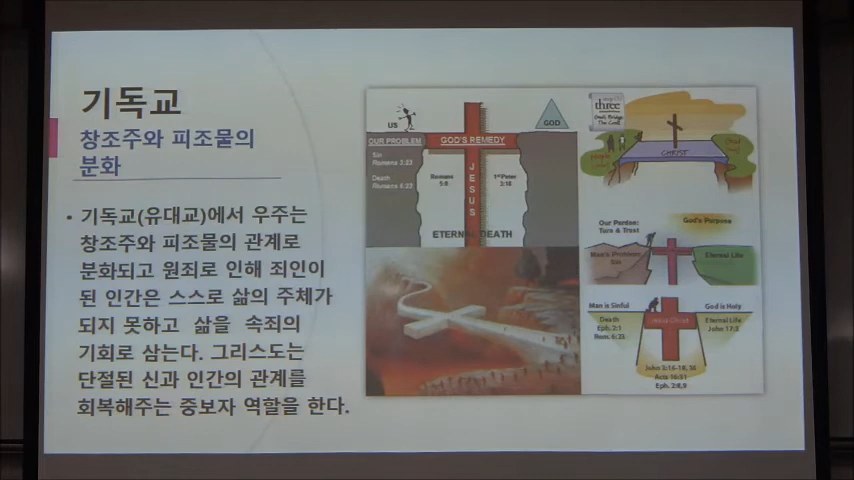 기독교
창조주와 피조물의
분화
• 기독교(유대교)에서 우주는
창조주와 피조물의 관계로
분화되고 원죄로 인해 죄인이
된 인간은 스스로 삶의 주체가
되지 못하고 삶을 속죄의
기회로 삼는다. 그리스도는
단절된 신과 인간의 관계를
회복해주는 중보자 역할을 한다.
US
GOD
OUR PROBLEM
GOD'S REMEDY
Sin
Romans 3:23
Death
Romans 6:23
Romans
5:8
JESUS
1st Peter
3:18
ETERNAL DEATH
three
CHRIST
Our Pardon:
Turn & Trust
God's Purpose
Man's Problem:
Sin
Eternal Life
Man is Sinful
God is Holy
Death
Eph. 2:1
Rom. 6:23
Jesus Christ
Eternal Life
John 17:3
John 3:16-18, 36
Acts 16:31
Eph. 2:8,9